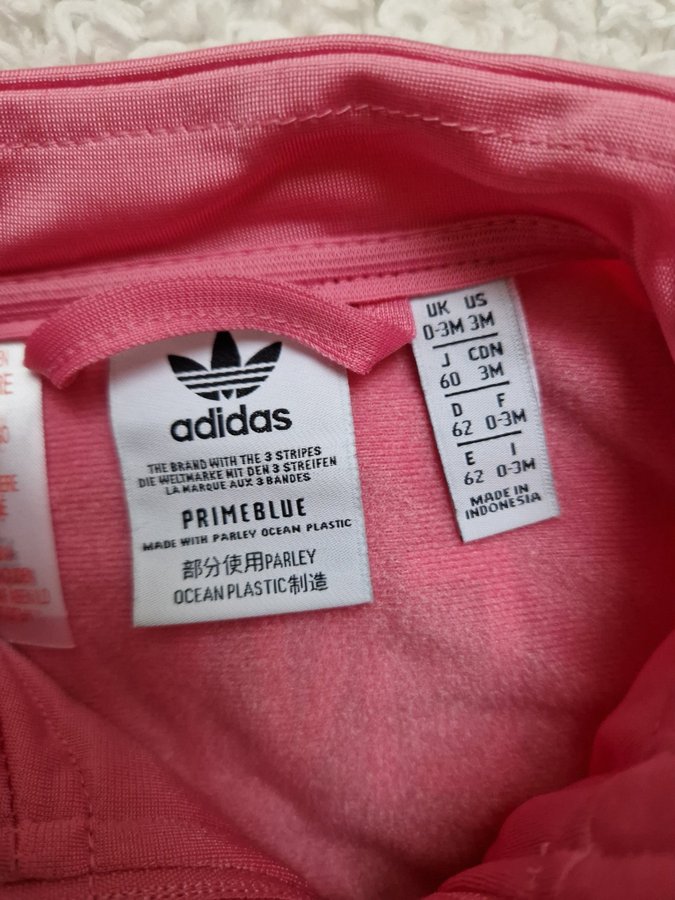 adidas
THE BRAND WITH THE 3 STRIPES
DIE WELTMARKE MIT DEN 3 STREIFEN
LA MARQUE AUX 3 BANDES
PRIMEBLUE
MADE WITH PARLEY OCEAN PLASTIC
部分使用PARLEY
OCEAN PLASTIC制造
UK US
0-3M 3M
J CDN
60 3M
D F
62 0-3M
E I
62 0-3M
MADE IN
INDONESIA